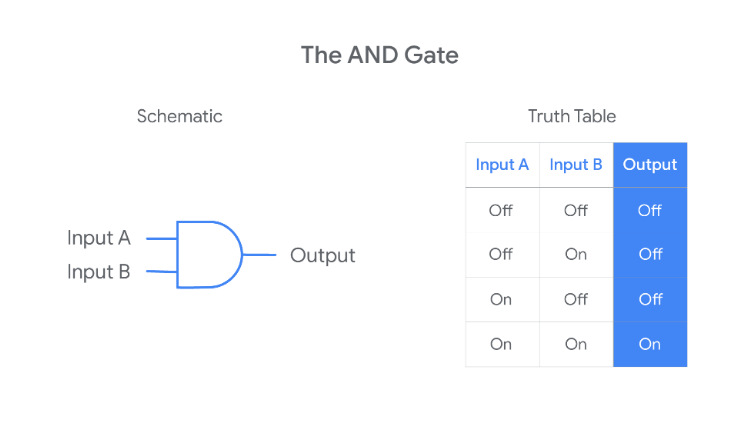 The AND Gate
Schematic
Input A
Input B
Output
Truth Table
Input A Input B Output
Off Off Off
Off On Off
On Off Off
On On On